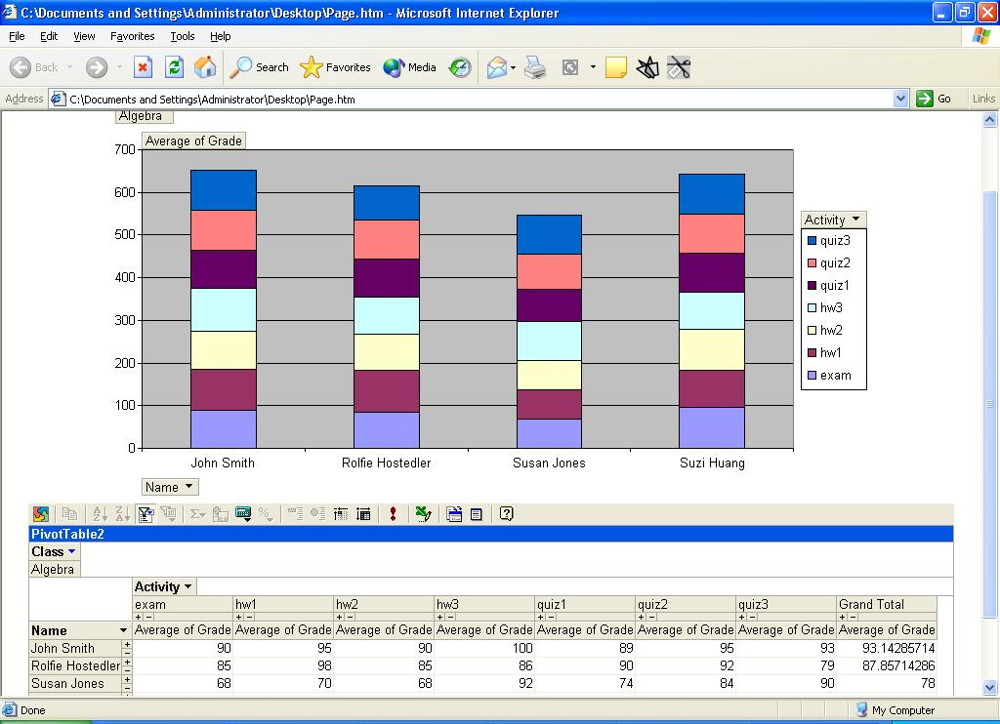 C:\Documents and Settings\Administrator\Desktop\Page.htm - Microsoft Internet Explorer
File Edit View Favorites Tools Help
Back Search Favorites Media
Address C:\Documents and Settings\Administrator\Desktop\Page.htm Go Links
Algebra
Average of Grade
700
600
500
400
300
200
100
0
John Smith Rolfie Hostedler Susan Jones Suzi Huang
Activity
quiz3
quiz2
quiz1
hw3
hw2
hw1
exam
Name
PivotTable2
Class
Algebra
Activity
exam hw1 hw2 hw3 quiz1 quiz2 quiz3 Grand Total
Name Average of Grade Average of Grade Average of Grade Average of Grade Average of Grade Average of Grade Average of Grade Average of Grade
John Smith 90 95 90 100 89 95 93 93.14285714
Rolfie Hostedler 85 98 85 86 90 92 79 87.85714286
Susan Jones 68 70 68 92 74 84 90 78
Done My Computer